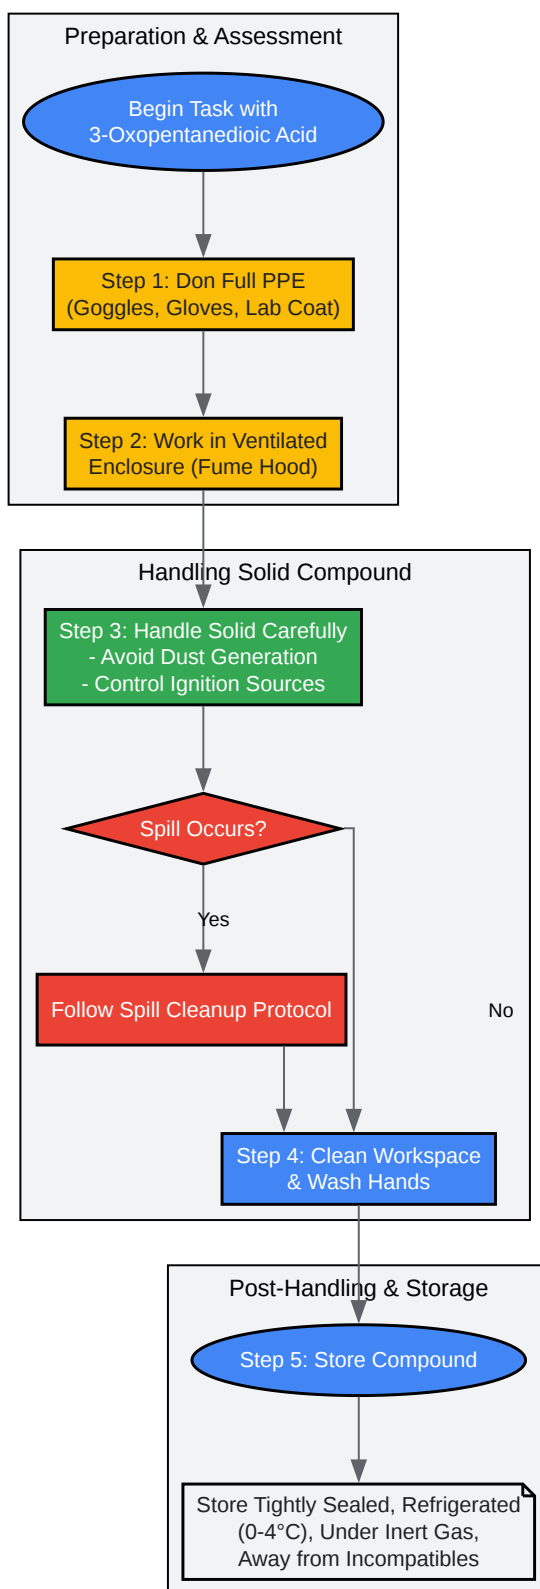 Preparation & Assessment
Begin Task with
3-Oxopentanedioic Acid
Step 1: Don Full PPE
(Goggles, Gloves, Lab Coat)
Step 2: Work in Ventilated
Enclosure (Fume Hood)
Handling Solid Compound
Step 3: Handle Solid Carefully
- Avoid Dust Generation
- Control Ignition Sources
Spill Occurs?
Yes
Follow Spill Cleanup Protocol
No
Step 4: Clean Workspace
& Wash Hands
Post-Handling & Storage
Step 5: Store Compound
Store Tightly Sealed, Refrigerated
(0-4°C), Under Inert Gas,
Away from Incompatibles